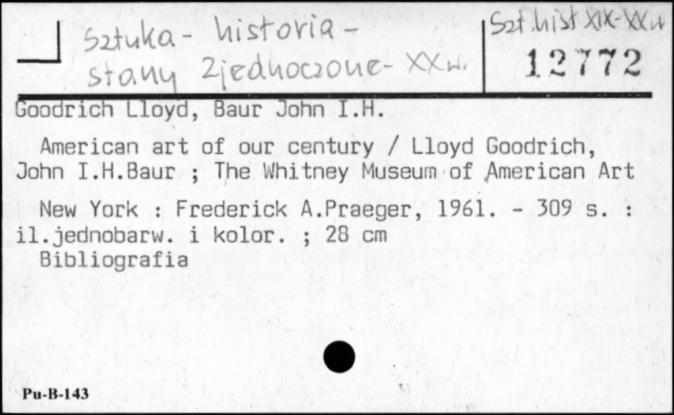 Sztuka - historia -
stany Zjednoczone - XX w.
Szt. hist XIX-XX w
12772
Goodrich Lloyd, Baur John I.H.
American art of our century / Lloyd Goodrich,
John I.H.Baur ; The Whitney Museum of American Art
New York : Frederick A.Praeger, 1961. - 309 s. :
il.jednobarw. i kolor. ; 28 cm
Bibliografia
Pu-B-143